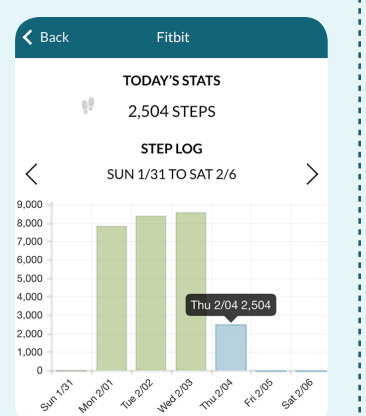 Back
Fitbit
TODAY'S STATS
2,504 STEPS
STEP LOG
SUN 1/31 TO SAT 2/6
9,000
8,000
7,000
6,000
5,000
4,000
3,000
2,000
1,000
0
Thu 2/04 2,504
Sun 1/31
Mon 2/01
Tue 2/02
Wed 2/03
Thu 2/04
Fri 2/05
Sat 2/06